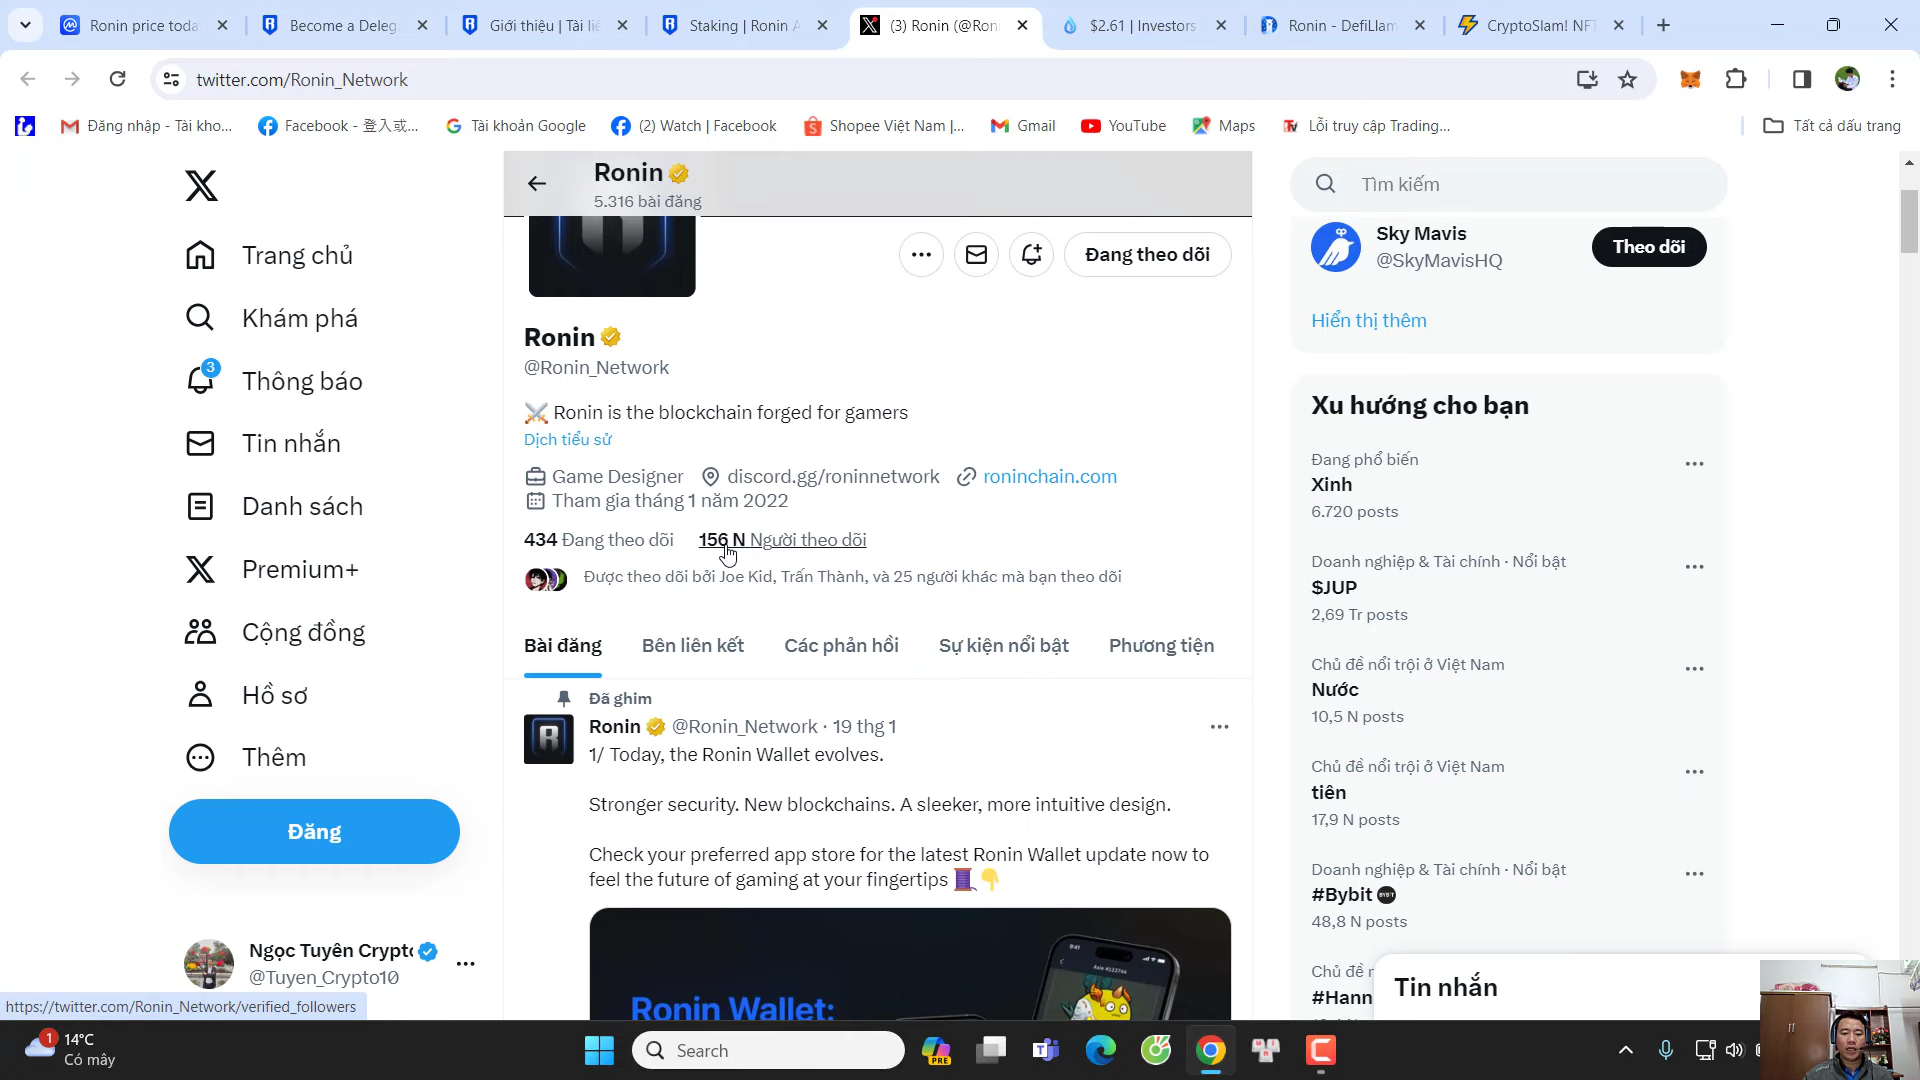 Ronin price toda
Become a Deleg
Giới thiệu | Tài liệ
Staking | Ronin A
(3) Ronin (@Roni
$2.61 | Investors
Ronin - DefiLlam
CryptoSlam! NFT
twitter.com/Ronin_Network
Đăng nhập - Tài kho...
Facebook - 登入或...
Tài khoản Google
(2) Watch | Facebook
Shopee Việt Nam |...
Gmail
YouTube
Maps
Lỗi truy cập Trading...
Tất cả dấu trang
Trang chủ
Khám phá
3
Thông báo
Tin nhắn
Danh sách
Premium+
Cộng đồng
Hồ sơ
Thêm
Đăng
Ngọc Tuyên Crypto
@Tuyen_Crypto10
https://twitter.com/Ronin_Network/verified_followers
Ronin
5.316 bài đăng
Đang theo dõi
Ronin
@Ronin_Network
⚔️ Ronin is the blockchain forged for gamers
Dịch tiểu sử
Game Designer discord.gg/roninnetwork roninchain.com
Tham gia tháng 1 năm 2022
434 Đang theo dõi 156 N Người theo dõi
Được theo dõi bởi Joe Kid, Trấn Thành, và 25 người khác mà bạn theo dõi
Bài đăng Bên liên kết Các phản hồi Sự kiện nổi bật Phương tiện
Đã ghim
Ronin @Ronin_Network · 19 thg 1
1/ Today, the Ronin Wallet evolves.
Stronger security. New blockchains. A sleeker, more intuitive design.
Check your preferred app store for the latest Ronin Wallet update now to
feel the future of gaming at your fingertips 🧵👇
Ronin Wallet:
9:41
Axie #123744
Tìm kiếm
Sky Mavis
@SkyMavisHQ
Theo dõi
Hiển thị thêm
Xu hướng cho bạn
Đang phổ biến
Xinh
6.720 posts
Doanh nghiệp & Tài chính · Nổi bật
$JUP
2,69 Tr posts
Chủ đề nổi trội ở Việt Nam
Nước
10,5 N posts
Chủ đề nổi trội ở Việt Nam
tiên
17,9 N posts
Doanh nghiệp & Tài chính · Nổi bật
#Bybit
48,8 N posts
Chủ đề r
#Hann
Tin nhắn
1
14°C
Có mây
Search
PRE